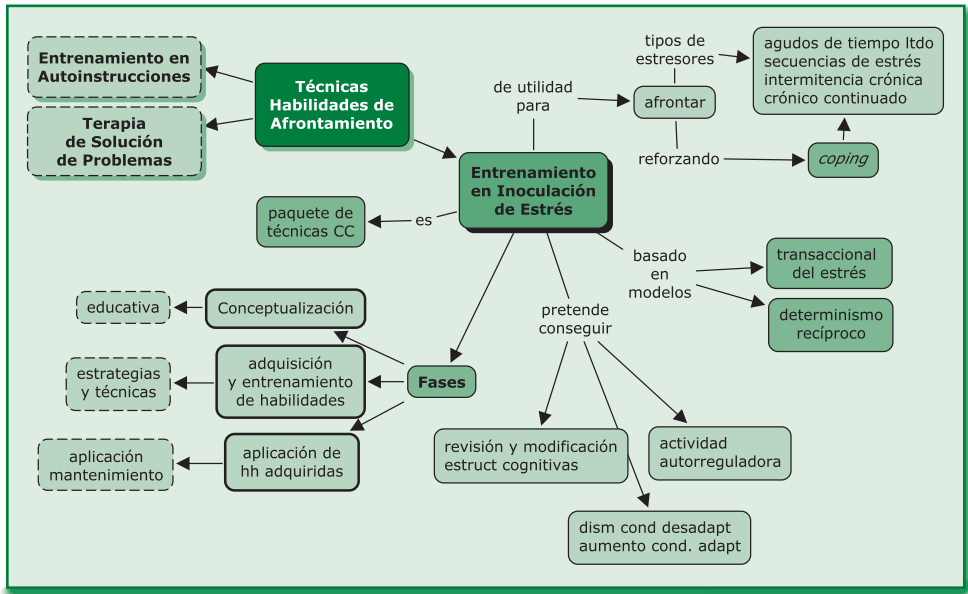 Entrenamiento en
Autoinstrucciones
Terapia
de Solución
de Problemas
Técnicas
Habilidades de
Afrontamiento
de utilidad
para
tipos de
estresores
afrontar
reforzando
agudos de tiempo ltdo
secuencias de estrés
intermitencia crónica
crónico continuado
coping
Entrenamiento
en Inoculación
de Estrés
es
paquete de
técnicas CC
basado
en
modelos
transaccional
del estrés
determinismo
recíproco
pretende
conseguir
educativa
Conceptualización
estrategias
y técnicas
adquisición
y entrenamiento
de habilidades
Fases
aplicación
mantenimiento
aplicación de
hh adquiridas
revisión y modificación
estruct cognitivas
actividad
autorreguladora
dism cond desadapt
aumento cond. adapt